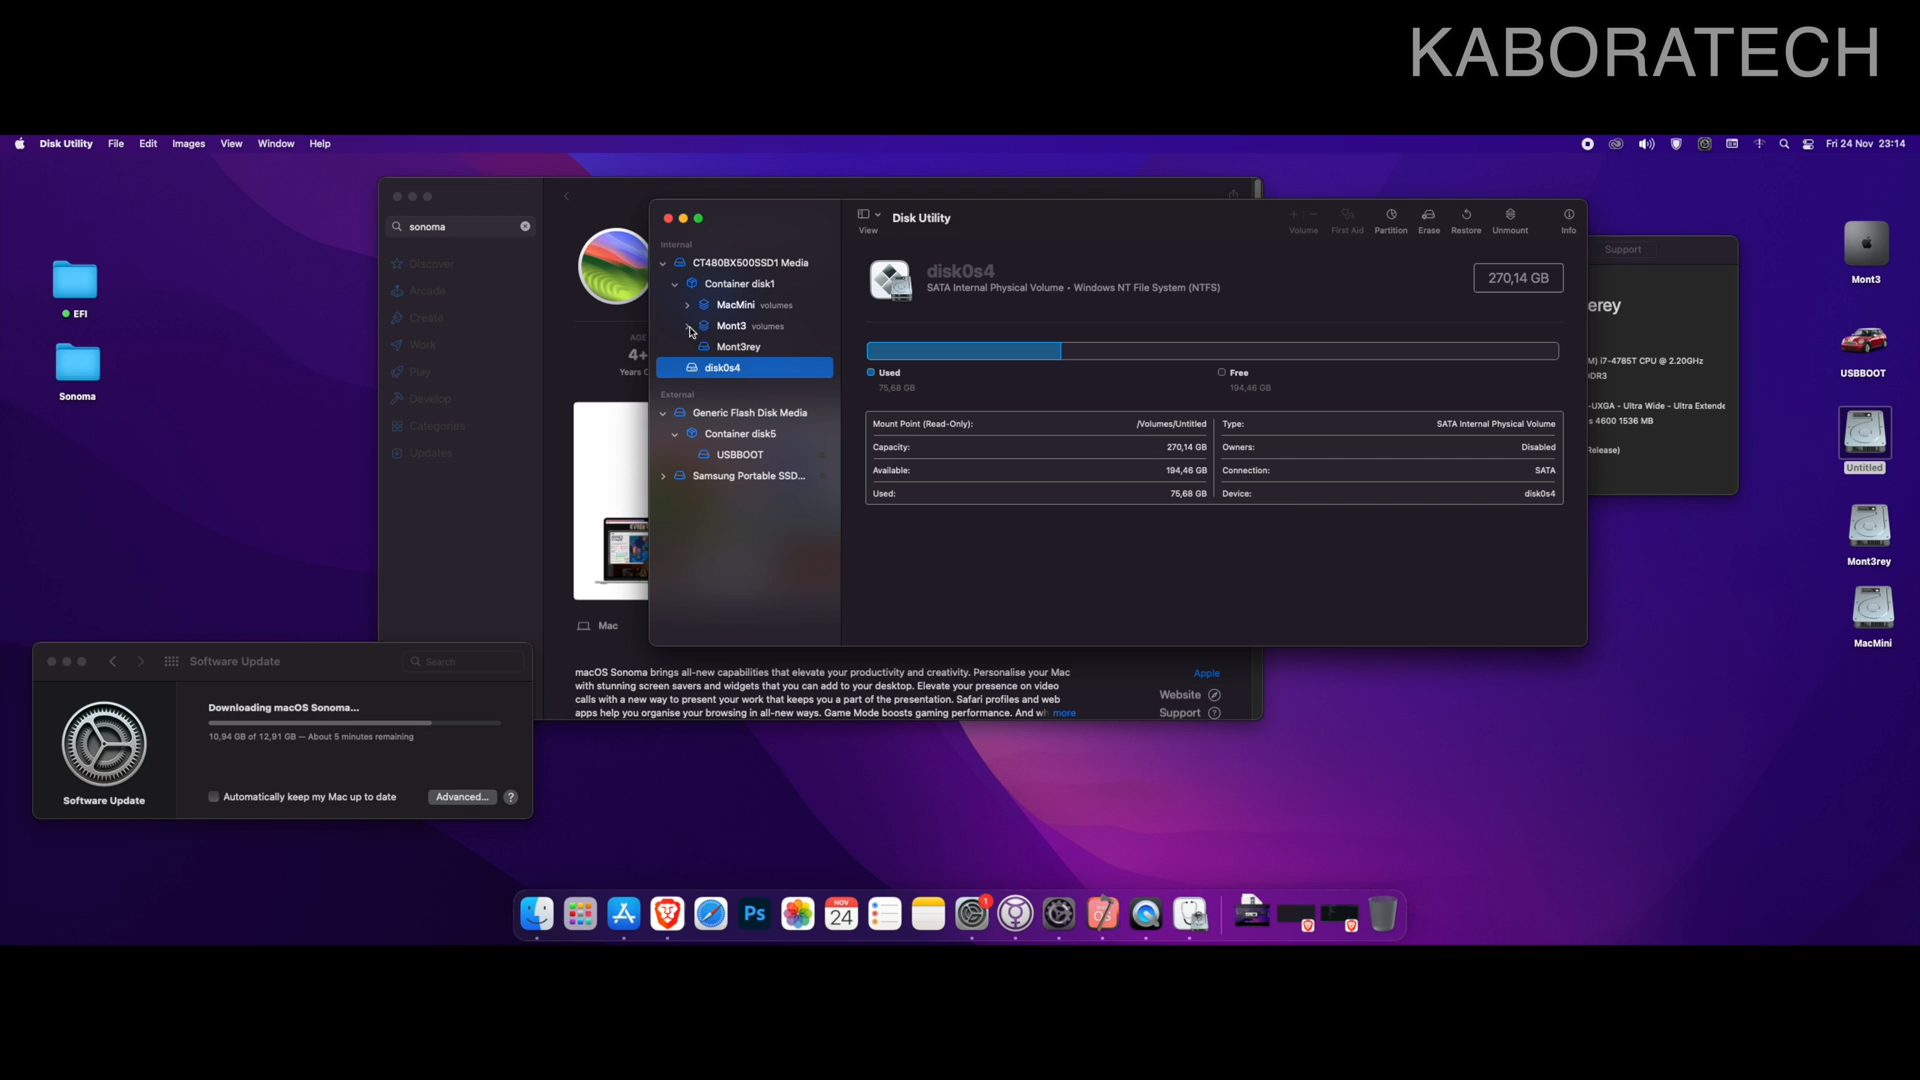 KABORATECH
Disk Utility File Edit Images View Window Help
Fri 24 Nov 23:14
EFI
Sonoma
sonoma
Discover
Arcade
Create
Work
Play
Develop
Categories
Updates
4+
Mac
macOS Sonoma brings all-new capabilities that elevate your productivity and creativity. Personalise your Mac
with stunning screen savers and widgets that you can add to your desktop. Elevate your presence on video
calls with a new way to present your work that keeps you a part of the presentation. Safari profiles and web
apps help you organise your browsing in all-new ways. Game Mode boosts gaming performance. And more
Apple
Website
Support
Internal
CT480BX500SSD1 Media
Container disk1
MacMini volumes
Mont3 volumes
Mont3rey
disk0s4
External
Generic Flash Disk Media
Container disk5
USBBOOT
Samsung Portable SSD...
View
Disk Utility
Volume First Aid Partition Erase Restore Unmount Info
disk0s4
SATA Internal Physical Volume • Windows NT File System (NTFS)
270,14 GB
Used
75,68 GB
Free
194,46 GB
Mount Point (Read-Only): /Volumes/Untitled
Capacity: 270,14 GB
Available: 194,46 GB
Used: 75,68 GB
Type: SATA Internal Physical Volume
Owners: Disabled
Connection: SATA
Device: disk0s4
Support
erey
M) i7-4785T CPU @ 2.20GHz
DR3
-UXGA - Ultra Wide - Ultra Extende
s 4600 1536 MB
Release)
Mont3
USBBOOT
Untitled
Mont3rey
MacMini
Software Update
Search
Downloading macOS Sonoma...
10,94 GB of 12,91 GB — About 5 minutes remaining
Automatically keep my Mac up to date
Advanced... ?
Software Update
Ps
NOV
24
1